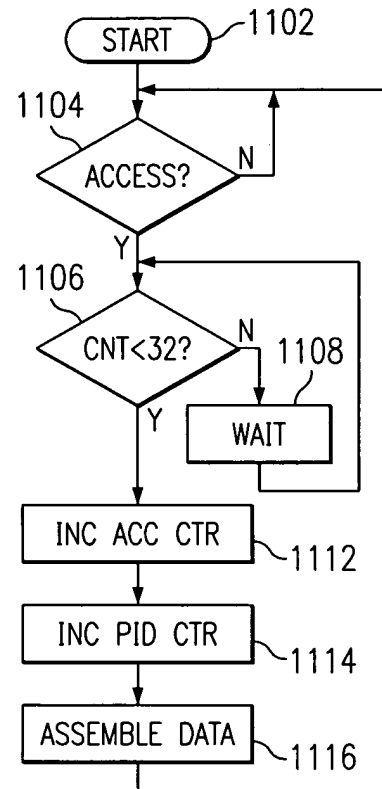 START
1102
1104
ACCESS?
N
Y
1106
CNT<32?
N
1108
Y
WAIT
INC ACC CTR
1112
INC PID CTR
1114
ASSEMBLE DATA
1116